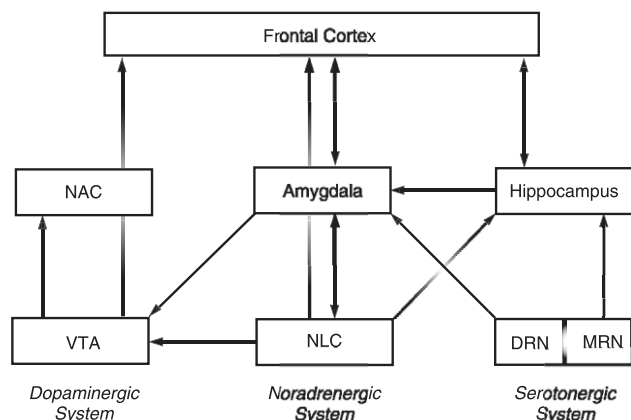 Frontal Cortex
NAC
Amygdala
Hippocampus
VTA
NLC
DRN
MRN
Dopaminergic
System
Noradrenergic
System
Serotonergic
System